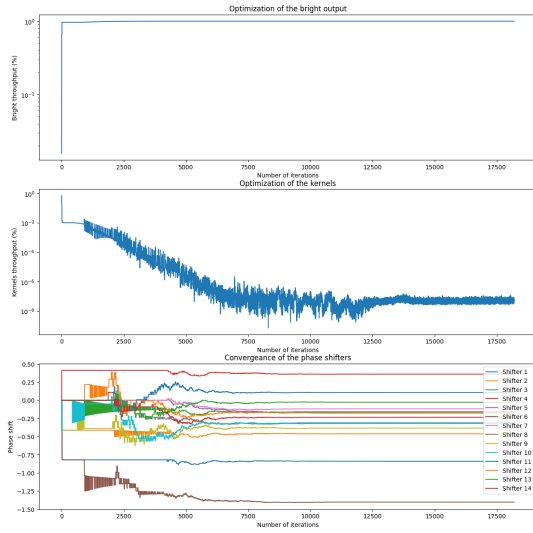 Optimization of the bright output
Bright throughput (%)
10⁰
10⁻¹
0 2500 5000 7500 10000 12500 15000 17500
Number of iterations
Optimization of the kernels
Kernels throughput (%)
10⁰
10⁻²
10⁻⁴
10⁻⁶
10⁻⁸
0 2500 5000 7500 10000 12500 15000 17500
Number of iterations
Convergeance of the phase shifters
Phase shift
0.50
0.25
0.00
−0.25
−0.50
−0.75
−1.00
−1.25
−1.50
Shifter 1
Shifter 2
Shifter 3
Shifter 4
Shifter 5
Shifter 6
Shifter 7
Shifter 8
Shifter 9
Shifter 10
Shifter 11
Shifter 12
Shifter 13
Shifter 14
0 2500 5000 7500 10000 12500 15000 17500
Number of iterations